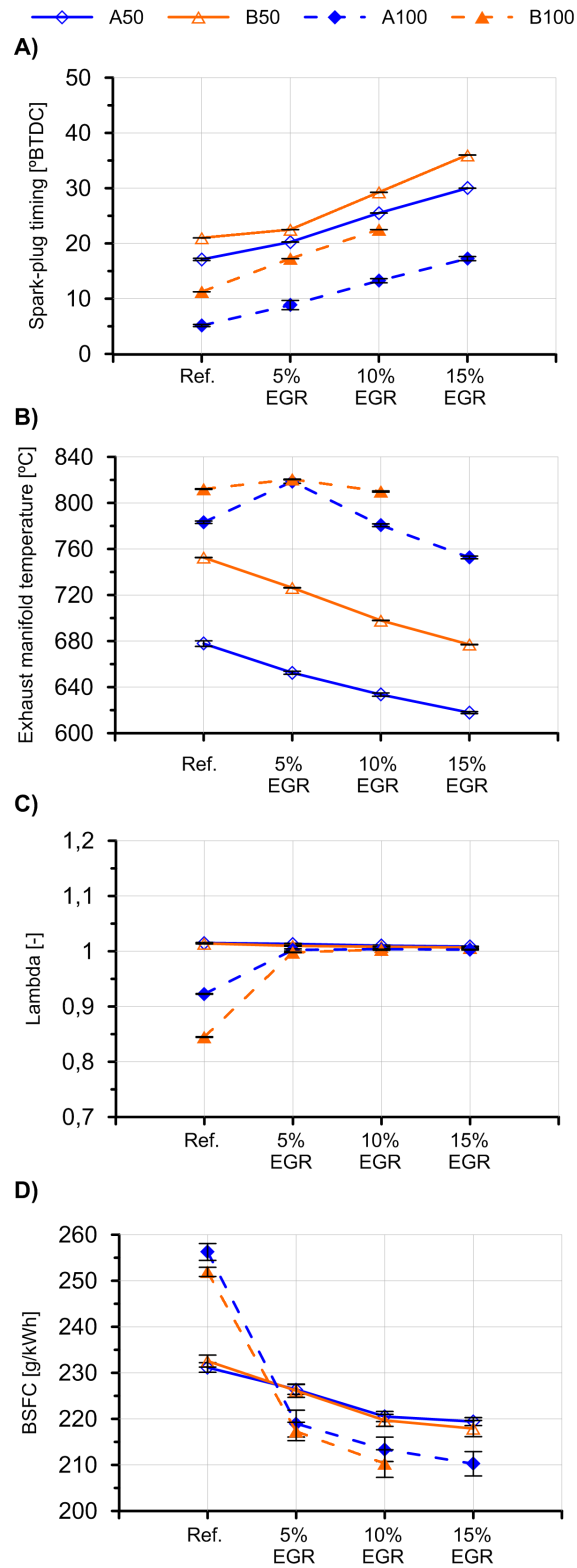 A50 B50 A100 B100
A)
Spark-plug timing [ºBTDC]
50
40
30
20
10
0
Ref. 5% 10% 15%
EGR EGR EGR
B)
Exhaust manifold temperature [ºC]
840
800
760
720
680
640
600
Ref. 5% 10% 15%
EGR EGR EGR
C)
Lambda [-]
1,2
1,1
1
0,9
0,8
0,7
Ref. 5% 10% 15%
EGR EGR EGR
D)
BSFC [g/kWh]
260
250
240
230
220
210
200
Ref. 5% 10% 15%
EGR EGR EGR